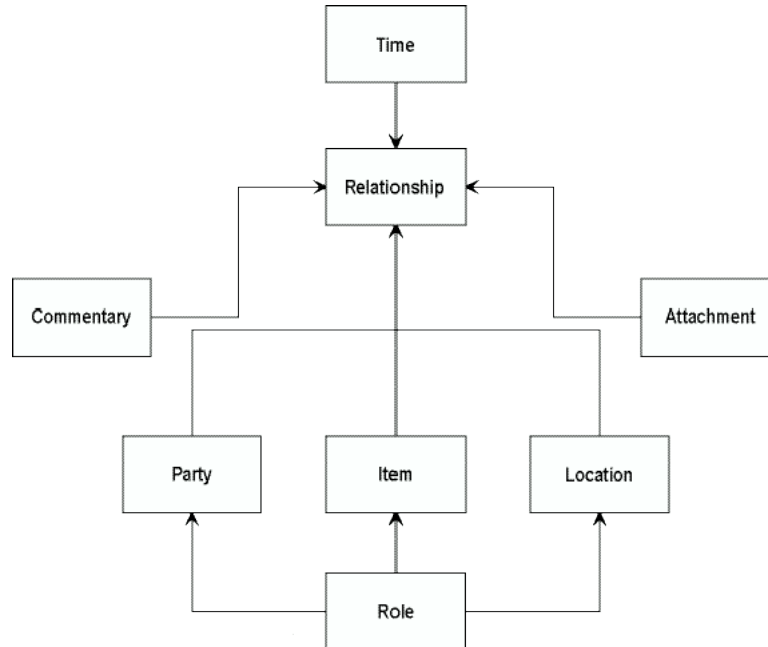 Time
Relationship
Commentary
Attachment
Party
Item
Location
Role